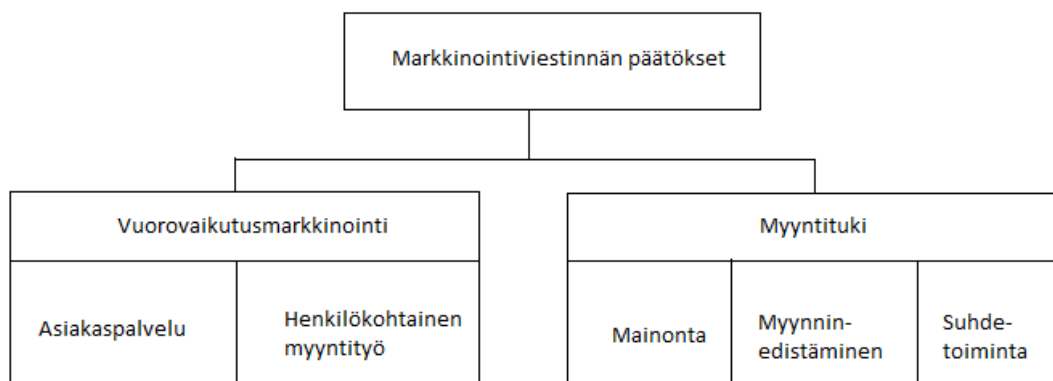 Markkinointiviestinnän päätökset
Vuorovaikutusmarkkinointi
Myyntituki
Asiakaspalvelu
Henkilökohtainen
myyntityö
Mainonta
Myynnin-
edistäminen
Suhde-
toiminta